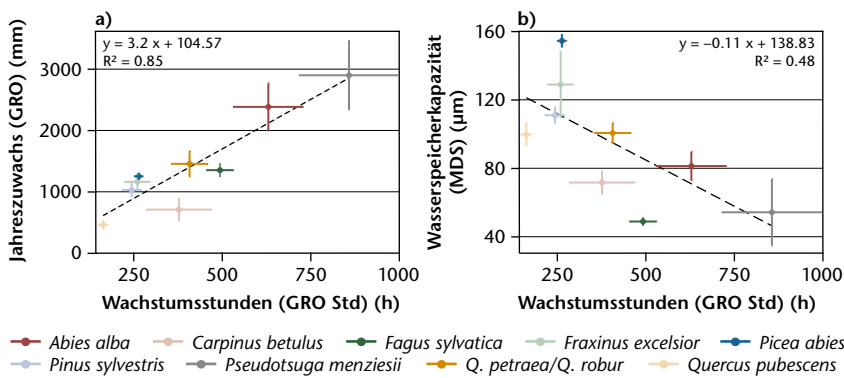 a)
y = 3.2 x + 104.57
R² = 0.85
Jahreszuwachs (GRO) (mm)
3000
2000
1000
0
250
500
750
1000
Wachstumsstunden (GRO Std) (h)
b)
y = –0.11 x + 138.83
R² = 0.48
Wasserspeicherkapazität
(MDS) (µm)
160
120
80
40
250
500
750
1000
Wachstumsstunden (GRO Std) (h)
Abies alba Carpinus betulus Fagus sylvatica Fraxinus excelsior Picea abies
Pinus sylvestris Pseudotsuga menziesii Q. petraea/Q. robur Quercus pubescens